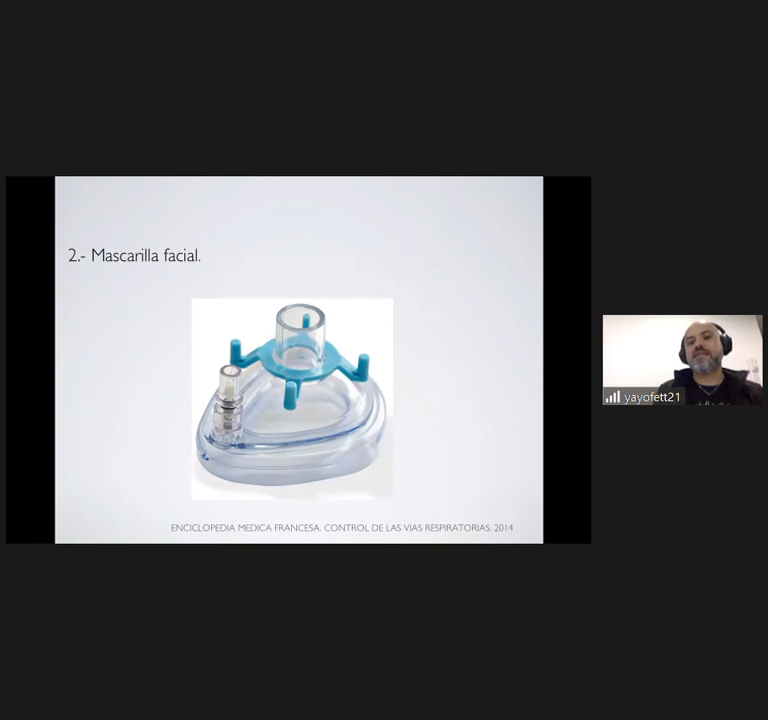 2.- Mascarilla facial.
yayofett21
ENCICLOPEDIA MEDICA FRANCESA. CONTROL DE LAS VIAS RESPIRATORIAS. 2014